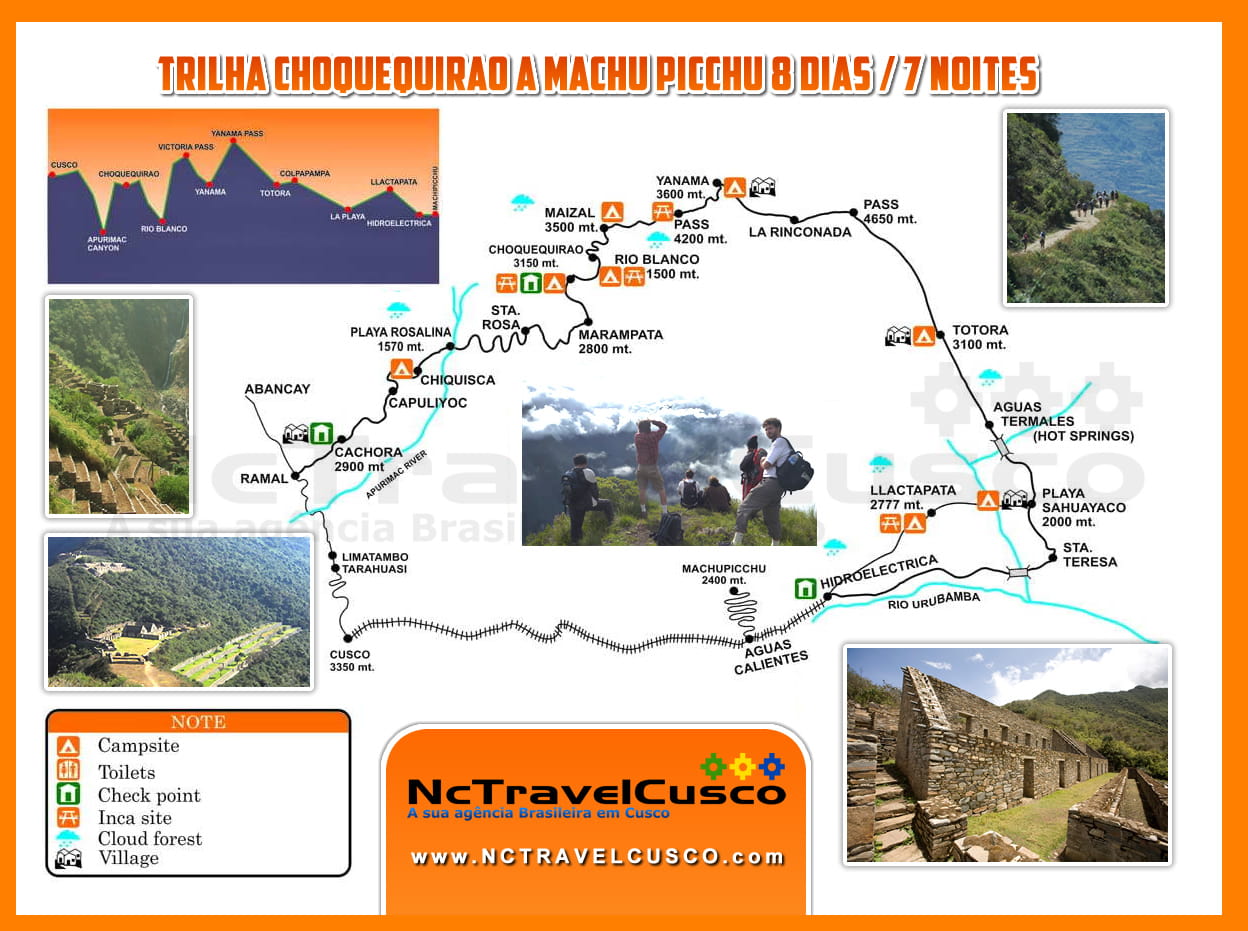 TRILHA CHOQUEQUIRAO A MACHU PICCHU 8 DIAS / 7 NOITES
CUSCO
CHOQUEQUIRAO
VICTORIA PASS
YANAMA PASS
COLPAPAMPA
LLACTAPATA
MACHIPICCHU
APURIMAC
CANYON
RIO BLANCO
YANAMA
TOTORA
LA PLAYA
HIDROELECTRICA
YANAMA
3600 mt.
MAIZAL
3500 mt.
PASS
4200 mt.
LA RINCONADA
PASS
4650 mt.
CHOQUEQUIRAO
3150 mt.
RIO BLANCO
1500 mt.
STA.
ROSA
MARAMPATA
2800 mt.
PLAYA ROSALINA
1570 mt.
CHIQUISCA
CAPULIYOC
ABANCAY
CACHORA
2900 mt
RAMAL
APURIMAC RIVER
TOTORA
3100 mt.
AGUAS
TERMALES
(HOT SPRINGS)
LLACTAPATA
2777 mt.
PLAYA
SAHUAYACO
2000 mt.
STA.
TERESA
HIDROELECTRICA
RIO URUBAMBA
MACHUPICCHU
2400 mt.
AGUAS
CALIENTES
LIMATAMBO
TARAHUASI
CUSCO
3350 mt.
NcTravelCusco
A sua agência Brasileira em Cusco
NOTE
Campsite
Toilets
Check point
Inca site
Cloud forest
Village
NcTravelCusco
A sua agência Brasileira em Cusco
www.NCTRAVELCUSCO.com